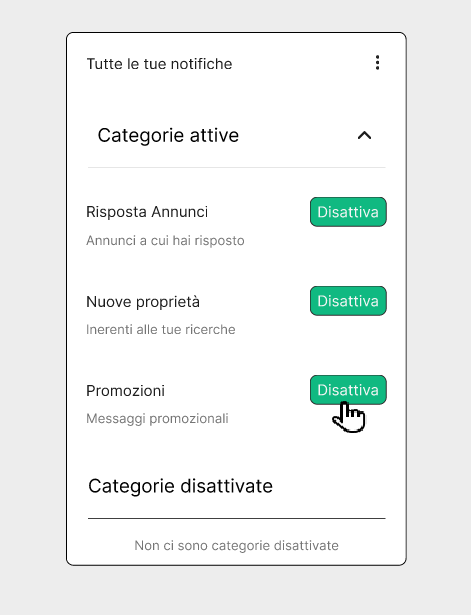 Tutte le tue notifiche
Categorie attive
Risposta Annunci
Disattiva
Annunci a cui hai risposto
Nuove proprietà
Disattiva
Inerenti alle tue ricerche
Promozioni
Disattiva
Messaggi promozionali
Categorie disattivate
Non ci sono categorie disattivate